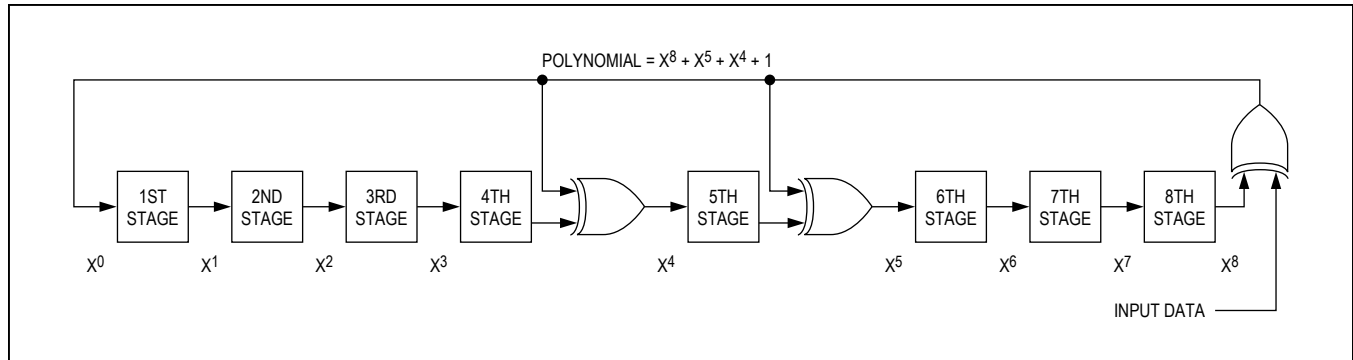 POLYNOMIAL = X⁸ + X⁵ + X⁴ + 1
1ST
STAGE
2ND
STAGE
3RD
STAGE
4TH
STAGE
5TH
STAGE
6TH
STAGE
7TH
STAGE
8TH
STAGE
X⁰
X¹
X²
X³
X⁴
X⁵
X⁶
X⁷
X⁸
INPUT DATA